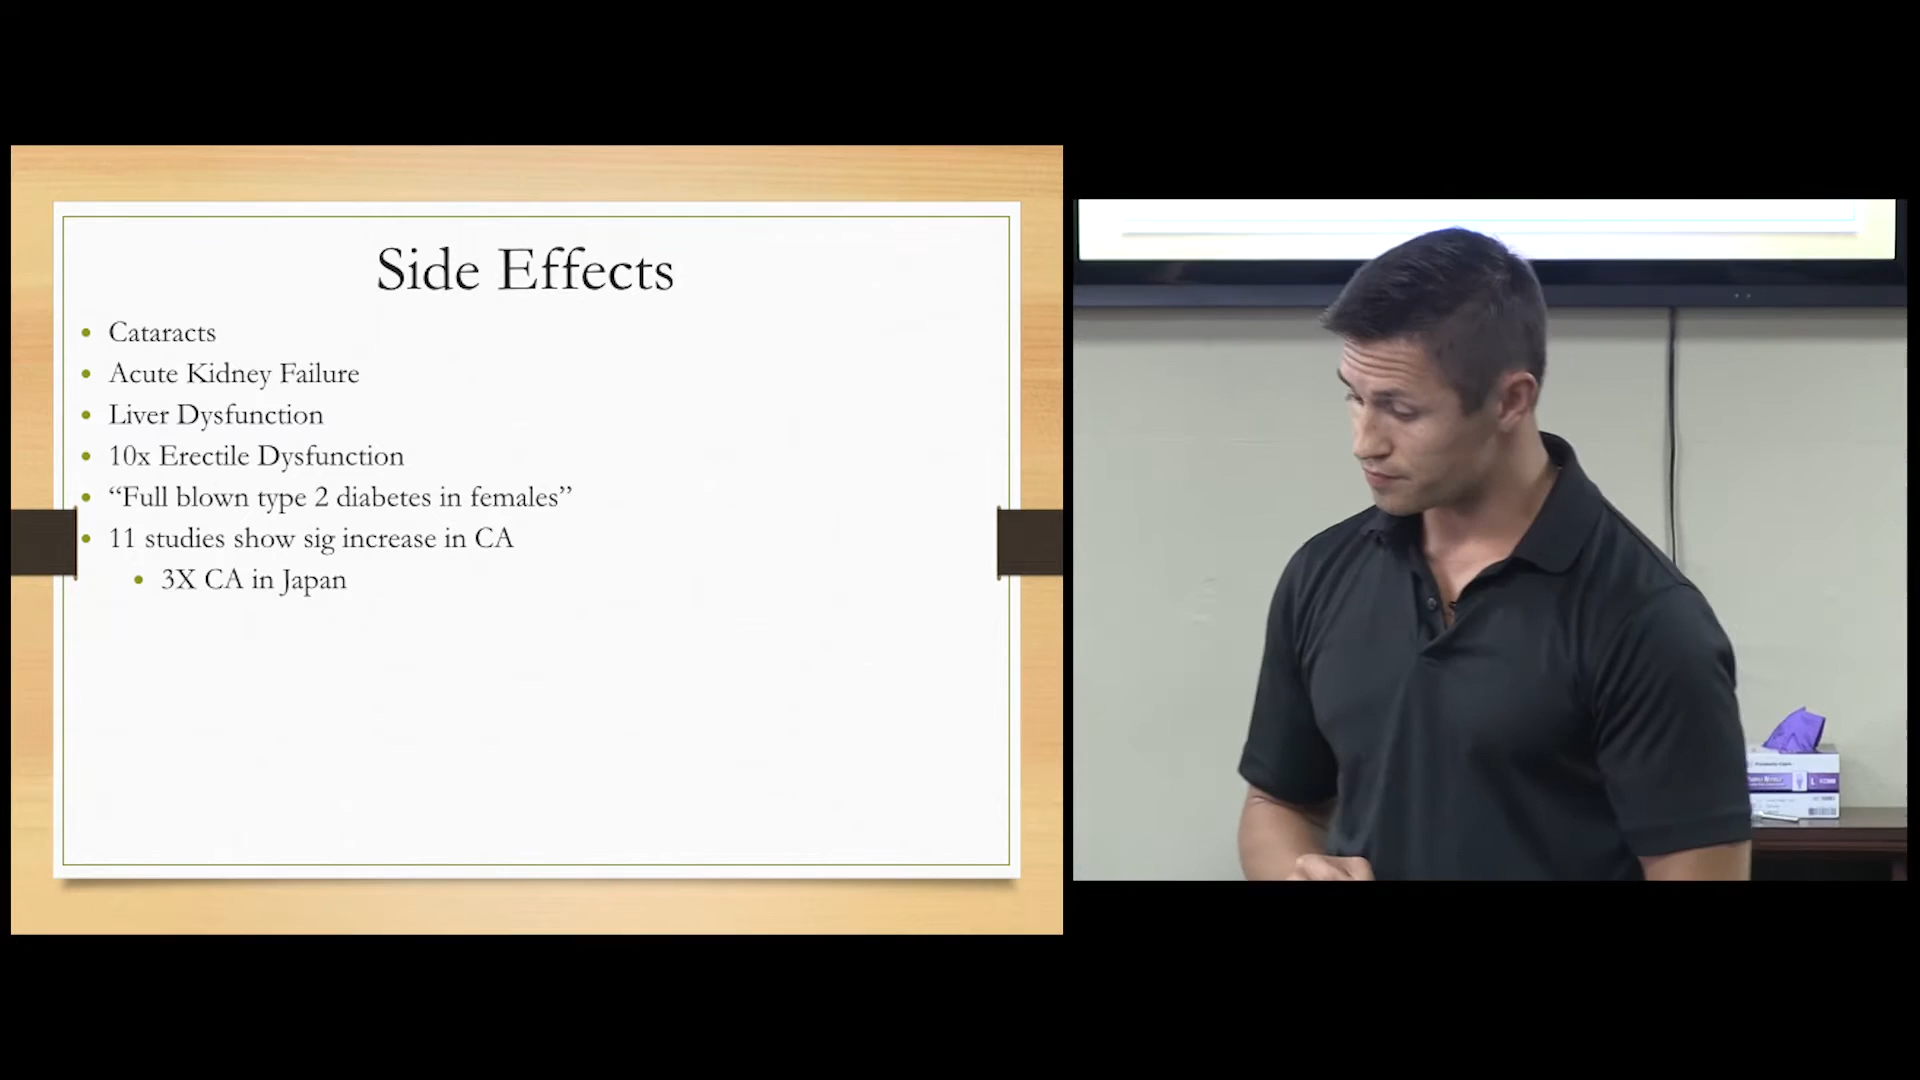 Side Effects
• Cataracts
• Acute Kidney Failure
• Liver Dysfunction
• 10x Erectile Dysfunction
• “Full blown type 2 diabetes in females”
• 11 studies show sig increase in CA
• 3X CA in Japan